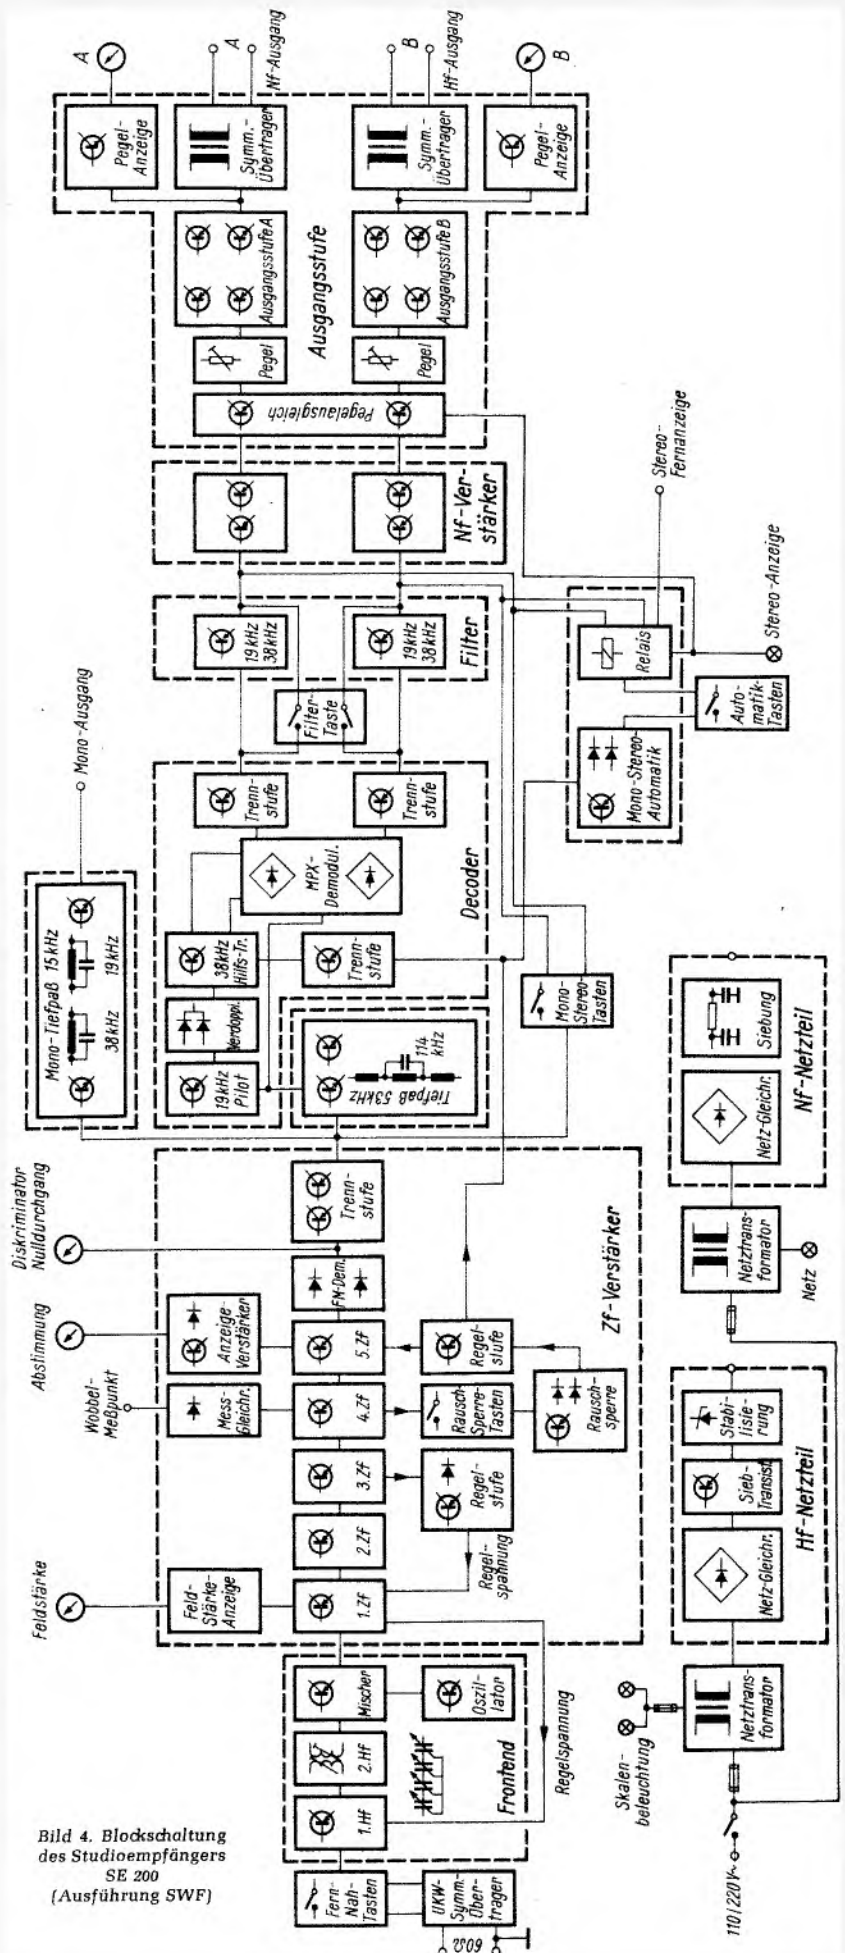 A
Nf-Ausgang
A
B
Hf-Ausgang
B
Pegel-
Anzeige
Symm.-
Übertrager
Symm.-
Übertrager
Pegel-
Anzeige
Ausgangsstufe A
Ausgangsstufe
Ausgangsstufe B
Pegel
Pegel
Pegelausgleich
Nf-Ver-
stärker
Stereo-
Fernanzeige
19kHz
38kHz
Filter
19kHz
38kHz
Filter-
Taste
Relais
Stereo-Anzeige
Auto-
matik-
Tasten
Mono-Stereo-
Automatik
Mono-Ausgang
Mono-Tiefpaß 15kHz
38kHz
19kHz
Trenn-
stufe
Trenn-
stufe
MPX-
Demodul.
Decoder
38kHz
Hilfs-Tr.
Trenn-
stufe
Verdoppl.
19kHz
Pilot
Tiefpaß 53kHz
114
kHz
Mono-
Stereo-
Tasten
Diskriminator
Nulldurchgang
Abstimmung
Wobbel-
Meßpunkt
Feldstärke
Trenn-
stufe
FM-Dem.
Anzeige-
Verstärker
5.Zf
Regel-
stufe
Mess-
Gleichr.
4.Zf
Rausch-
Sperre-
Tasten
Rausch-
sperre
3.Zf
Regel-
stufe
2.Zf
Regel-
spannung
Feld-
Stärke-
Anzeige
1.Zf
Zf-Verstärker
Mischer
Oszil-
lator
2.Hf
1.Hf
Frontend
Regelspannung
Fern-
Nah-
Tasten
UKW-
Symm.-
Über-
trager
60Ω
Siebung
Netz-Gleichr.
Nf-Netzteil
Netztrans-
formator
Netz
Stabi-
lisie-
rung
Sieb-
Transist.
Netz-Gleichr.
Hf-Netzteil
Netztrans-
formator
Skalen-
beleuchtung
110/220V~
Bild 4. Blockschaltung
des Studioempfängers
SE 200
(Ausführung SWF)